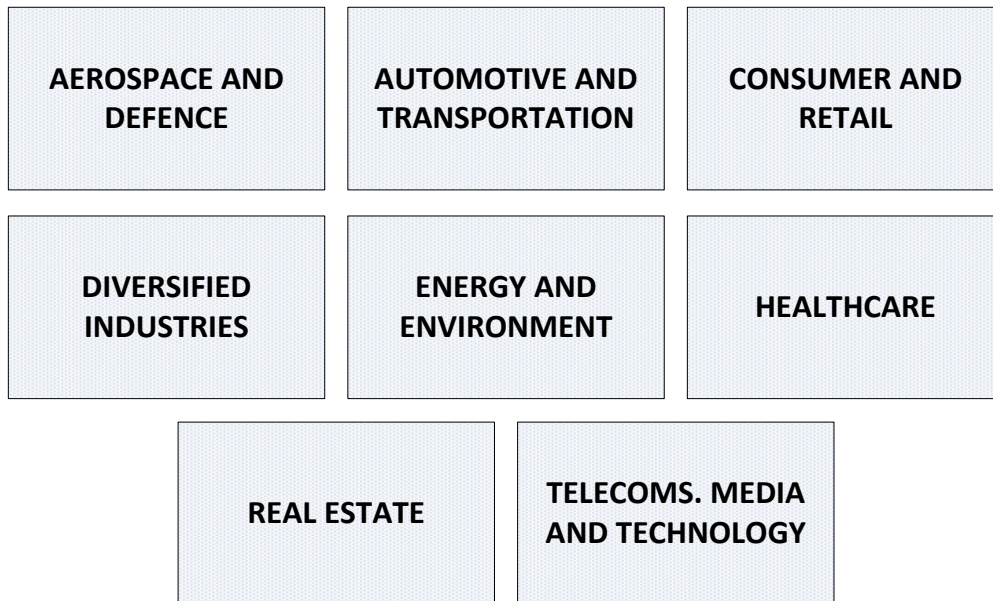 AEROSPACE AND
DEFENCE
AUTOMOTIVE AND
TRANSPORTATION
CONSUMER AND
RETAIL
DIVERSIFIED
INDUSTRIES
ENERGY AND
ENVIRONMENT
HEALTHCARE
REAL ESTATE
TELECOMS. MEDIA
AND TECHNOLOGY